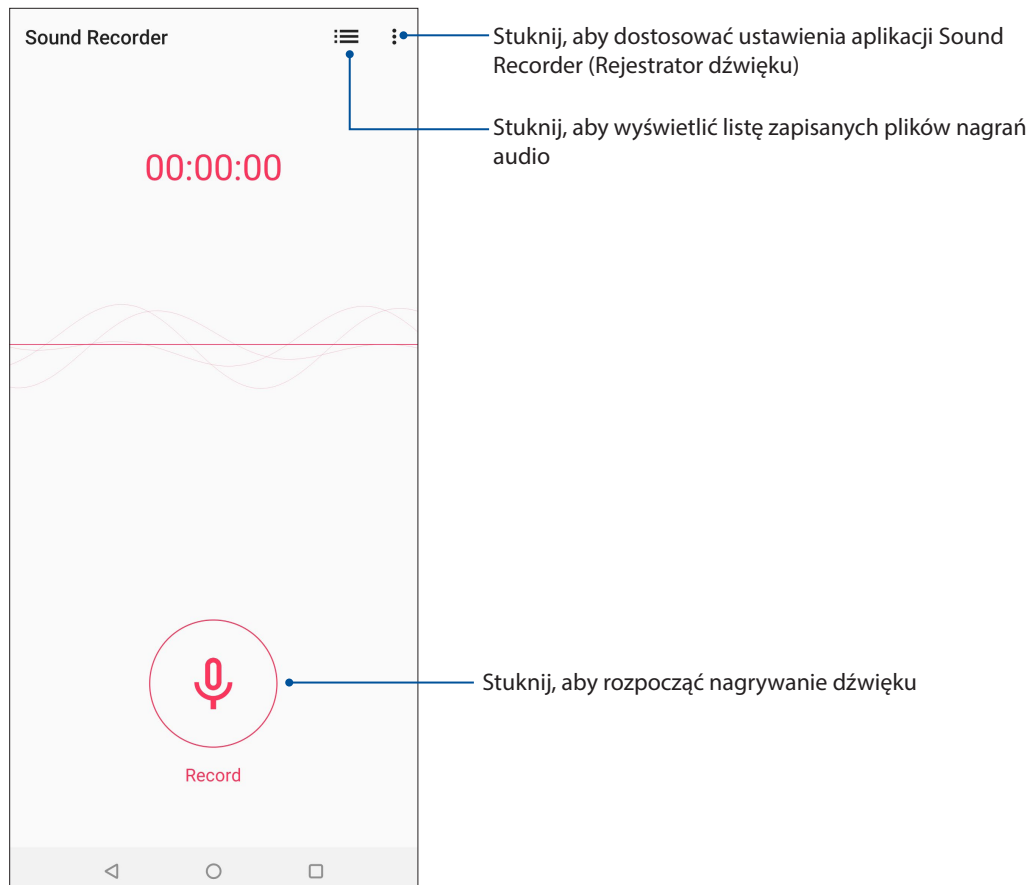 Sound Recorder
Stuknij, aby dostosować ustawienia aplikacji Sound
Recorder (Rejestrator dźwięku)
Stuknij, aby wyświetlić listę zapisanych plików nagrań
audio
00:00:00
Stuknij, aby rozpocząć nagrywanie dźwięku
Record